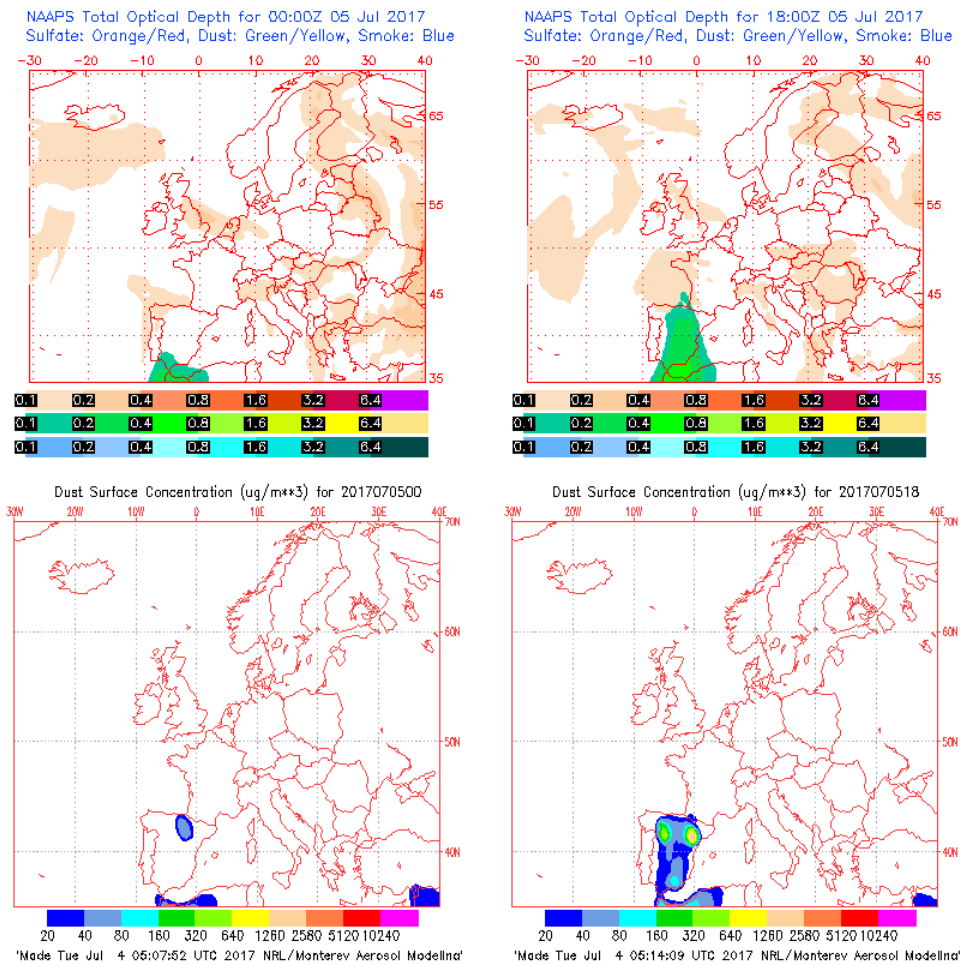 NAAPS Total Optical Depth for 00:00Z 05 Jul 2017
Sulfate: Orange/Red, Dust: Green/Yellow, Smoke: Blue
-30 -20 -10 0 10 20 30 40
65
55
45
35
0.1 0.2 0.4 0.8 1.6 3.2 6.4
0.1 0.2 0.4 0.8 1.6 3.2 6.4
0.1 0.2 0.4 0.8 1.6 3.2 6.4
NAAPS Total Optical Depth for 18:00Z 05 Jul 2017
Sulfate: Orange/Red, Dust: Green/Yellow, Smoke: Blue
-30 -20 -10 0 10 20 30 40
65
55
45
35
0.1 0.2 0.4 0.8 1.6 3.2 6.4
0.1 0.2 0.4 0.8 1.6 3.2 6.4
0.1 0.2 0.4 0.8 1.6 3.2 6.4
Dust Surface Concentration (ug/m**3) for 2017070500
30W 20W 10W 0 10E 20E 30E 40E
70N
60N
50N
40N
20 40 80 160 320 640 1260 2580 5120 10240
'Made Tue Jul 4 05:07:52 UTC 2017 NRL/Monterey Aerosol Modeling'
Dust Surface Concentration (ug/m**3) for 2017070518
30W 20W 10W 0 10E 20E 30E 40E
70N
60N
50N
40N
20 40 80 160 320 640 1260 2580 5120 10240
'Made Tue Jul 4 05:14:09 UTC 2017 NRL/Monterey Aerosol Modeling'